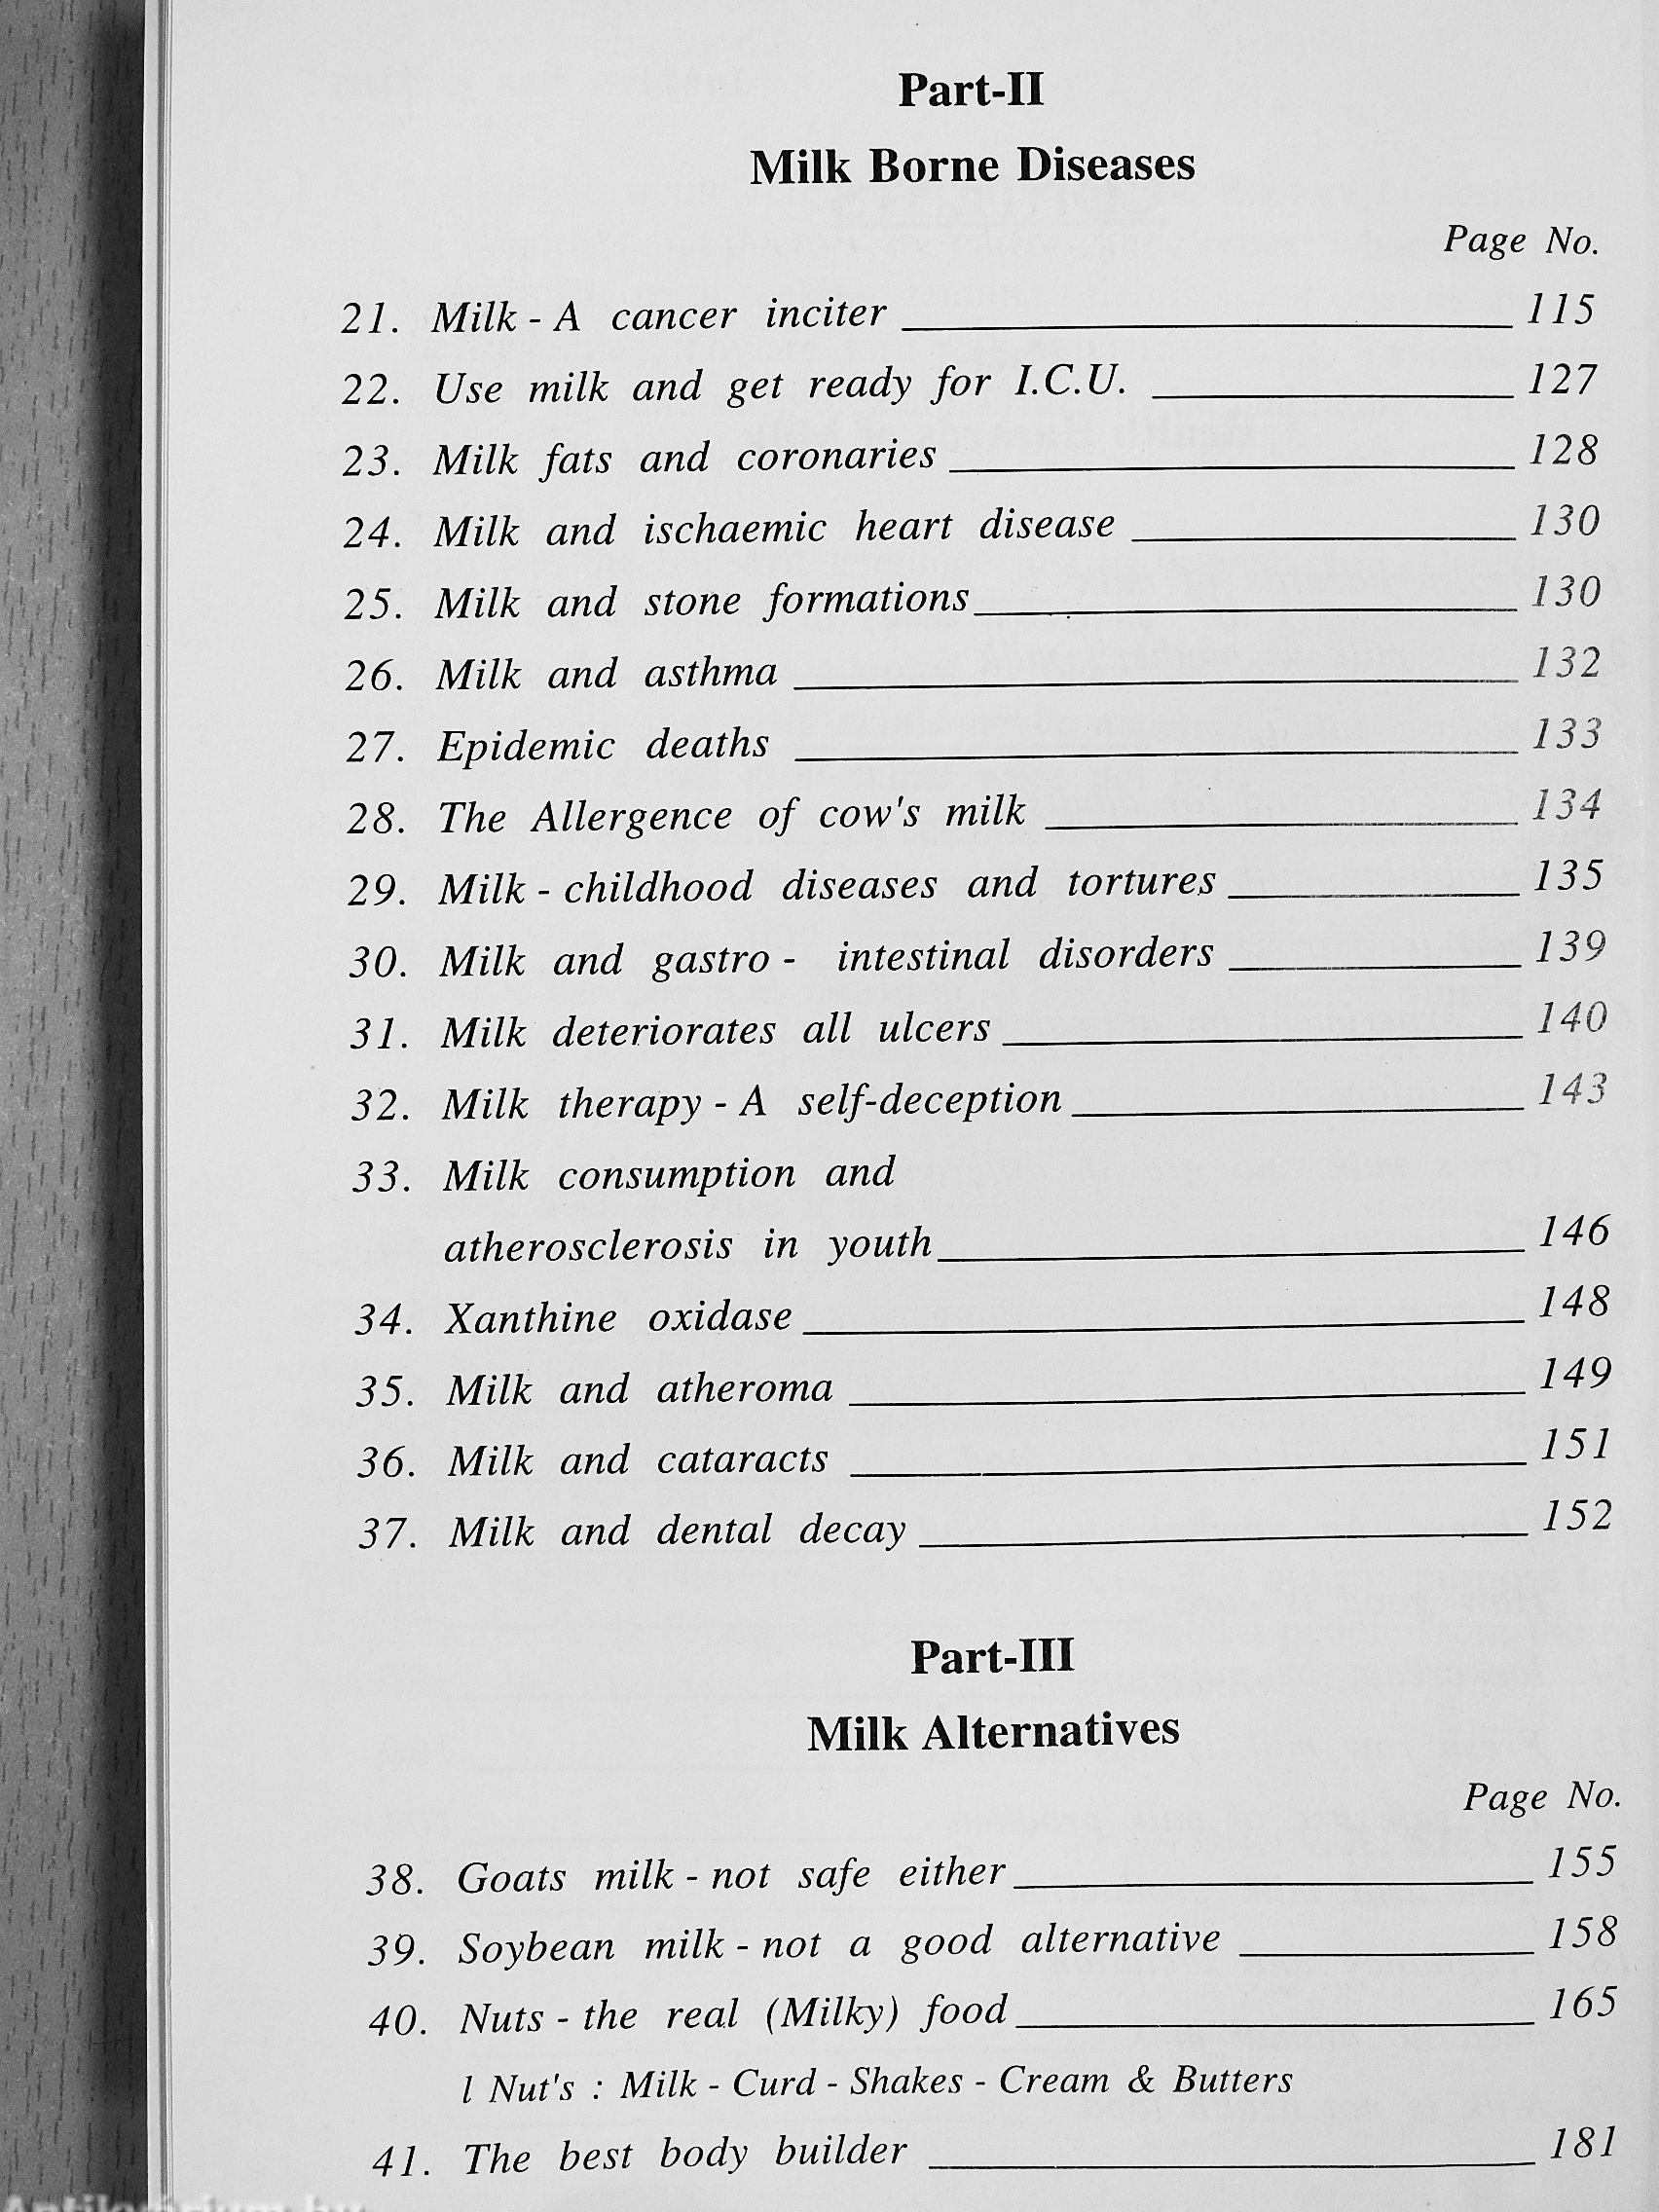 Part-II
Milk Borne Diseases
Page No.
21. Milk - A cancer inciter 115
22. Use milk and get ready for I.C.U. 127
23. Milk fats and coronaries 128
24. Milk and ischaemic heart disease 130
25. Milk and stone formations 130
26. Milk and asthma 132
27. Epidemic deaths 133
28. The Allergence of cow's milk 134
29. Milk - childhood diseases and tortures 135
30. Milk and gastro - intestinal disorders 139
31. Milk deteriorates all ulcers 140
32. Milk therapy - A self-deception 143
33. Milk consumption and
atherosclerosis in youth 146
34. Xanthine oxidase 148
35. Milk and atheroma 149
36. Milk and cataracts 151
37. Milk and dental decay 152
Part-III
Milk Alternatives
Page No.
38. Goats milk - not safe either 155
39. Soybean milk - not a good alternative 158
40. Nuts - the real (Milky) food 165
l Nut's : Milk - Curd - Shakes - Cream & Butters
41. The best body builder 181